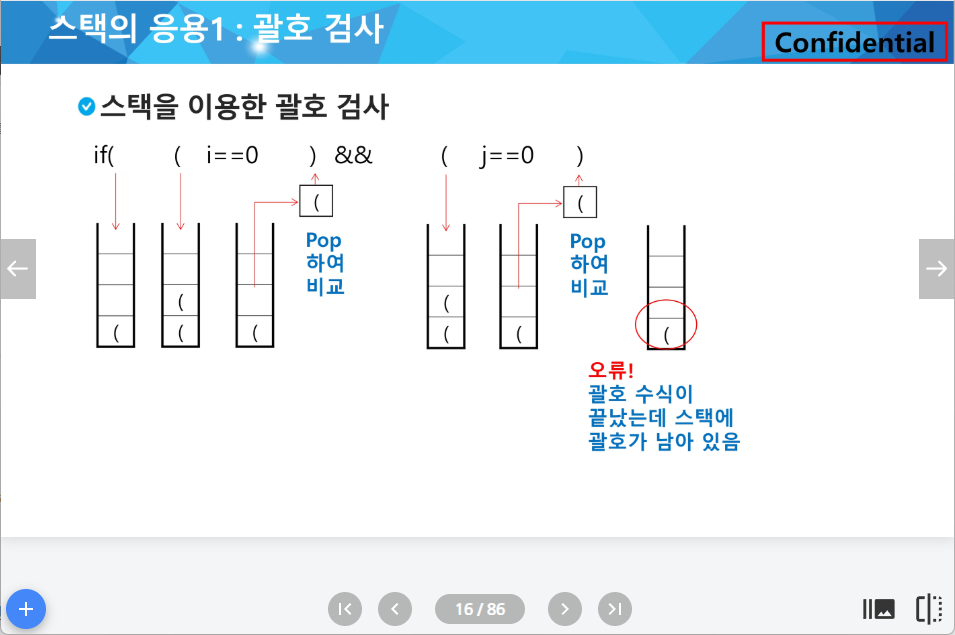 스택의 응용1 : 괄호 검사
Confidential
스택을 이용한 괄호 검사
if( ( i==0 ) && ( j==0 )
( (
Pop
하여
비교
Pop
하여
비교
( (
( ( ( ( ( (
오류!
괄호 수식이
끝났는데 스택에
괄호가 남아 있음
16 / 86